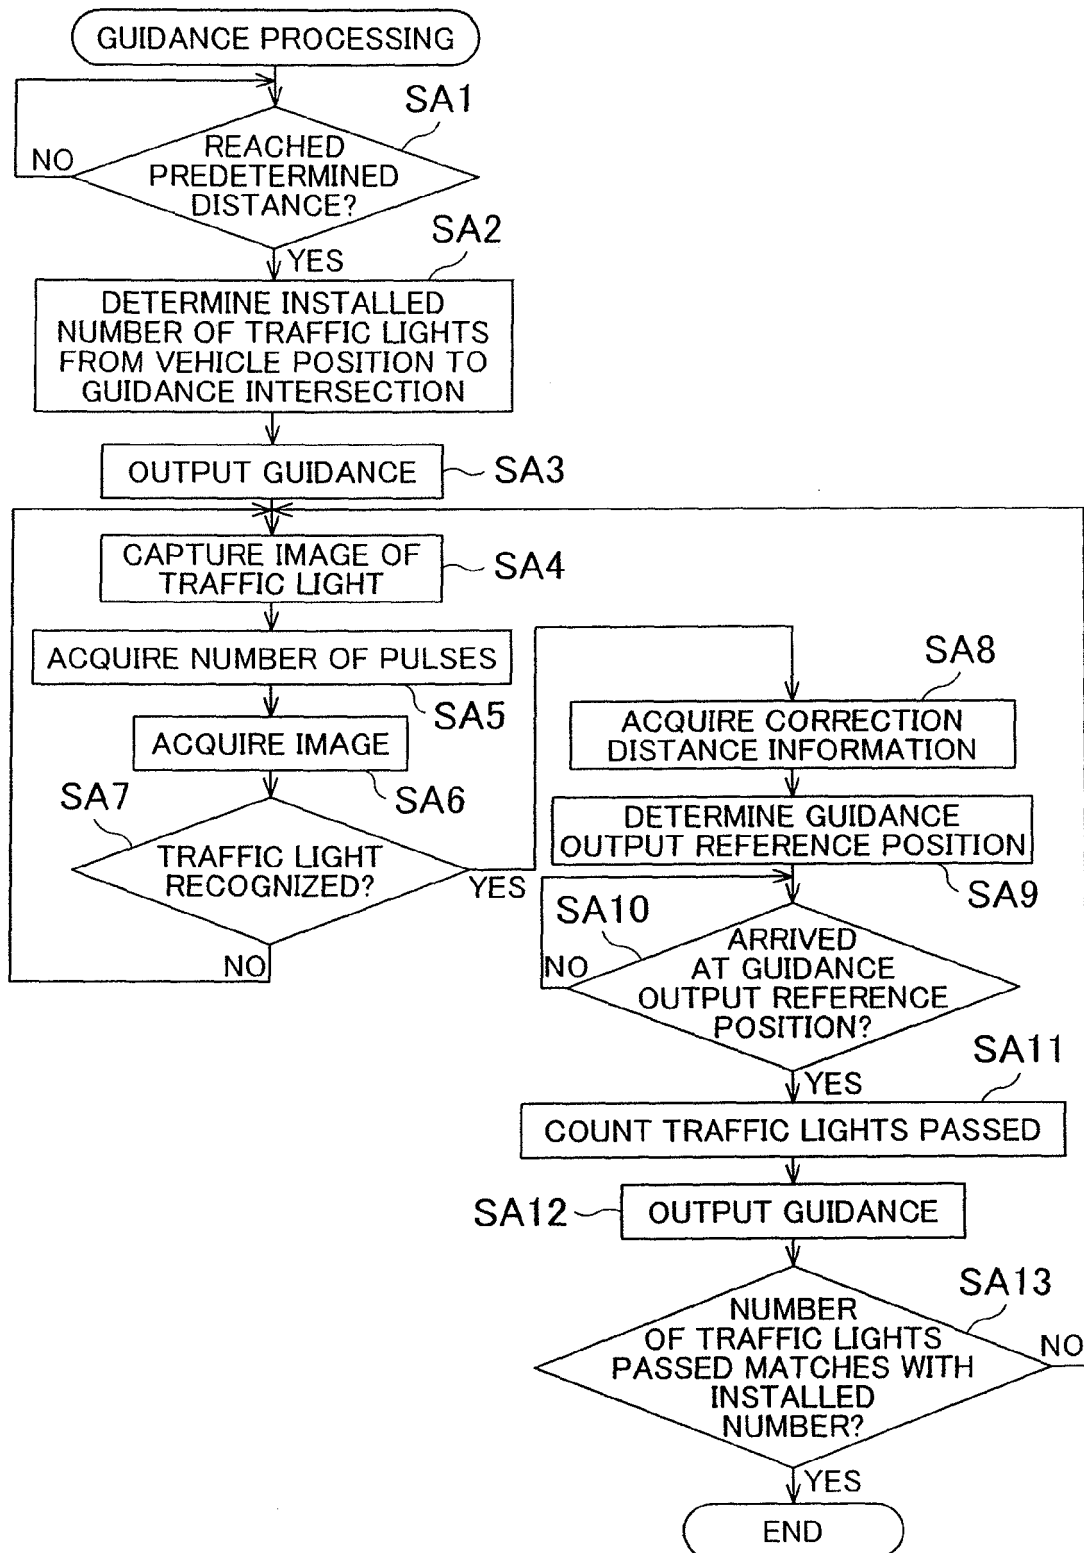 GUIDANCE PROCESSING
SA1
REACHED
PREDETERMINED
DISTANCE?
NO
YES
SA2
DETERMINE INSTALLED
NUMBER OF TRAFFIC LIGHTS
FROM VEHICLE POSITION TO
GUIDANCE INTERSECTION
OUTPUT GUIDANCE
SA3
CAPTURE IMAGE OF
TRAFFIC LIGHT
SA4
ACQUIRE NUMBER OF PULSES
SA5
ACQUIRE IMAGE
SA6
SA7
TRAFFIC LIGHT
RECOGNIZED?
YES
NO
SA8
ACQUIRE CORRECTION
DISTANCE INFORMATION
DETERMINE GUIDANCE
OUTPUT REFERENCE POSITION
SA9
SA10
ARRIVED
AT GUIDANCE
OUTPUT REFERENCE
POSITION?
NO
YES
SA11
COUNT TRAFFIC LIGHTS PASSED
SA12
OUTPUT GUIDANCE
SA13
NUMBER
OF TRAFFIC LIGHTS
PASSED MATCHES WITH
INSTALLED
NUMBER?
NO
YES
END